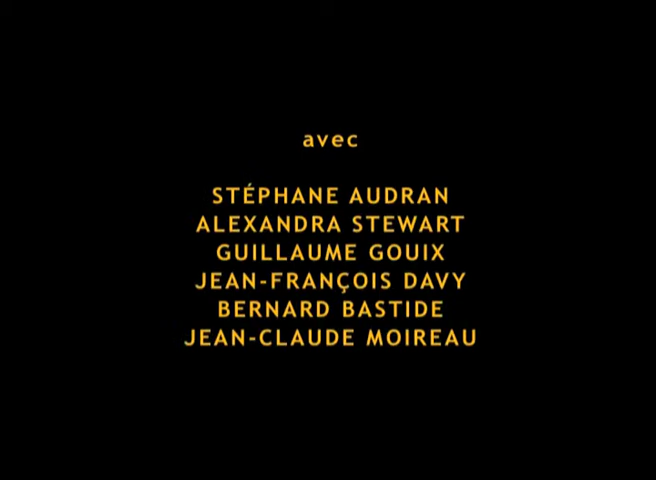 avec
STÉPHANE AUDRAN
ALEXANDRA STEWART
GUILLAUME GOUIX
JEAN-FRANÇOIS DAVY
BERNARD BASTIDE
JEAN-CLAUDE MOIREAU